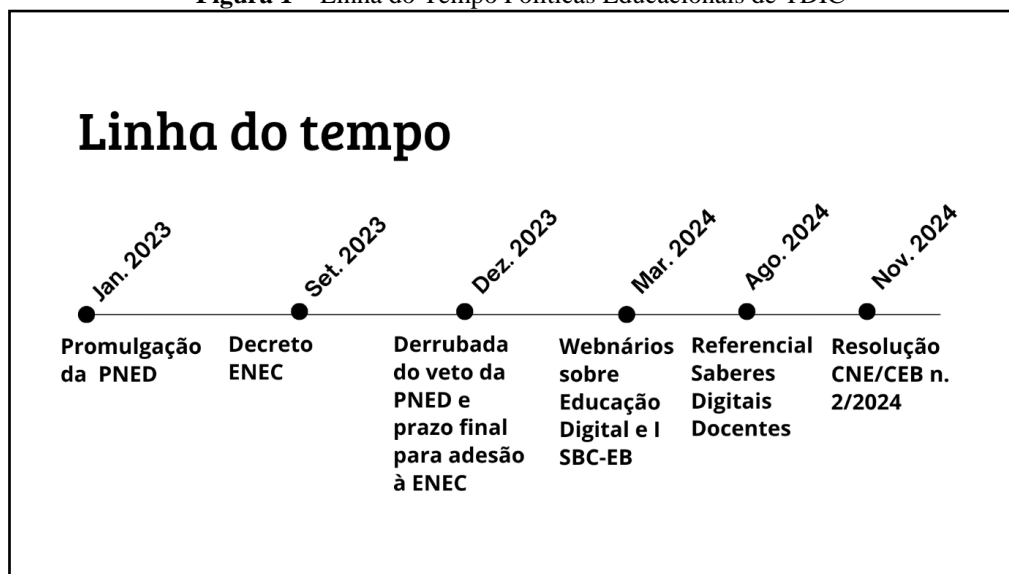 Figura 1 – Linha do Tempo Políticas Educacionais de TDIC
Linha do tempo
Jan. 2023
Set. 2023
Dez. 2023
Mar. 2024
Ago. 2024
Nov. 2024
Promulgação
da PNED
Decreto
ENEC
Derrubada
do veto da
PNED e
prazo final
para adesão
à ENEC
Webnários
sobre
Educação
Digital e I
SBC-EB
Referencial
Saberes
Digitais
Docentes
Resolução
CNE/CEB n.
2/2024